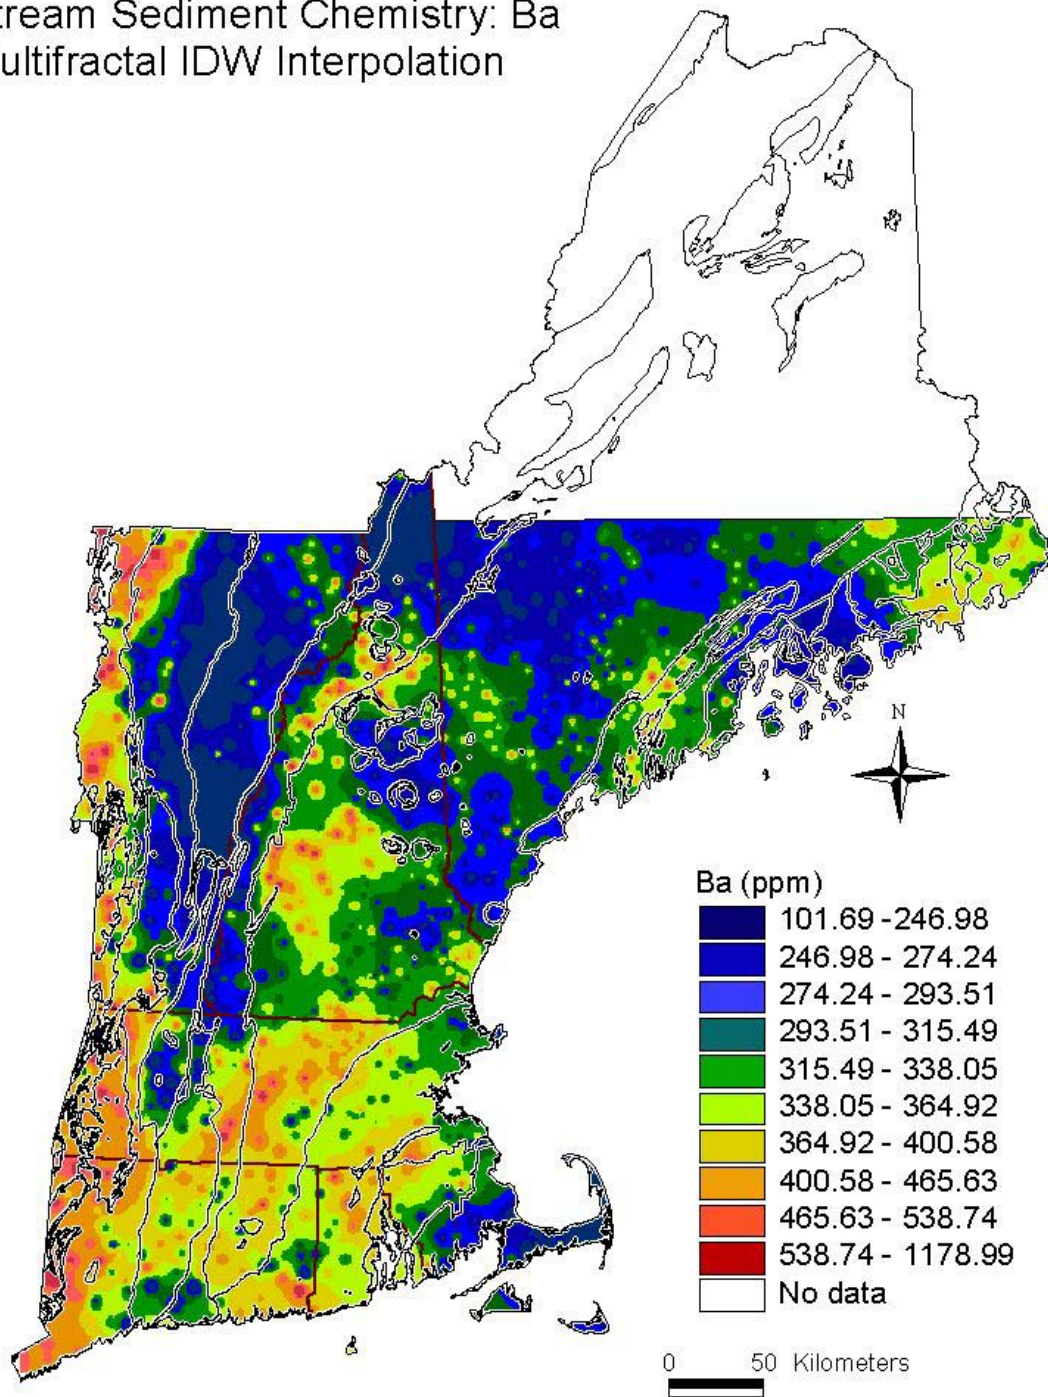 tream Sediment Chemistry: Ba
ultifractal IDW Interpolation
N
Ba (ppm)
101.69 -246.98
246.98 - 274.24
274.24 - 293.51
293.51 - 315.49
315.49 - 338.05
338.05 - 364.92
364.92 - 400.58
400.58 - 465.63
465.63 - 538.74
538.74 - 1178.99
No data
0 50 Kilometers